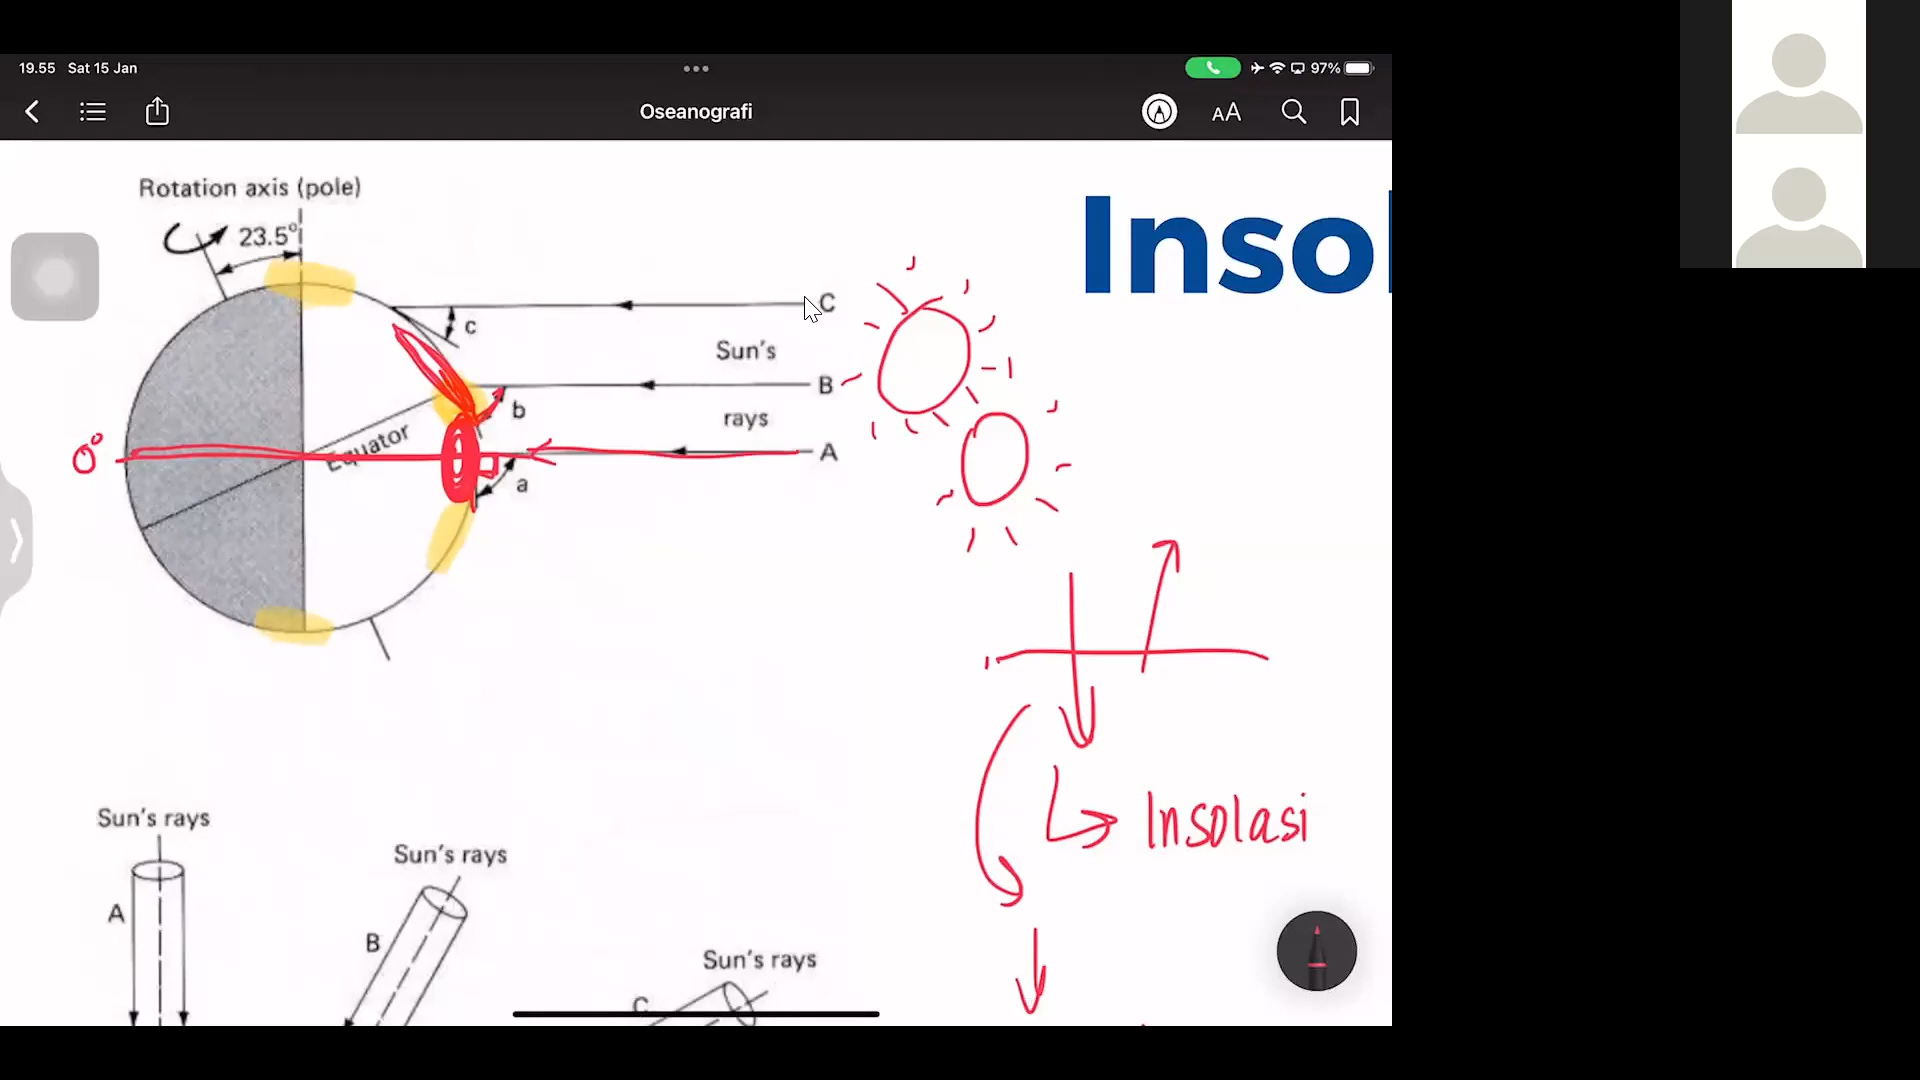 19.55 Sat 15 Jan
97%
Oseanografi
AA
Rotation axis (pole)
23.5°
Inso
C
c
Sun's
B
b
rays
0°
Equator
A
a
Sun's rays
Sun's rays
Insolasi
A
B
Sun's rays
C